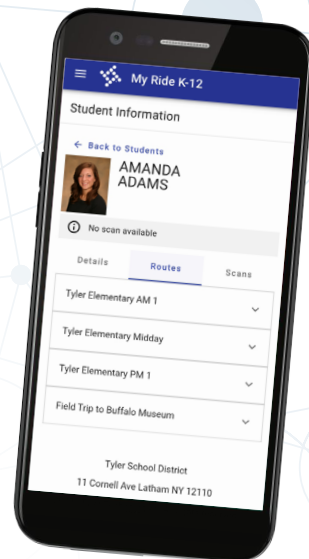 My Ride K-12
Student Information
Back to Students
AMANDA
ADAMS
No scan available
Details
Routes
Scans
Tyler Elementary AM 1
Tyler Elementary Midday
Tyler Elementary PM 1
Field Trip to Buffalo Museum
Tyler School District
11 Cornell Ave Latham NY 12110